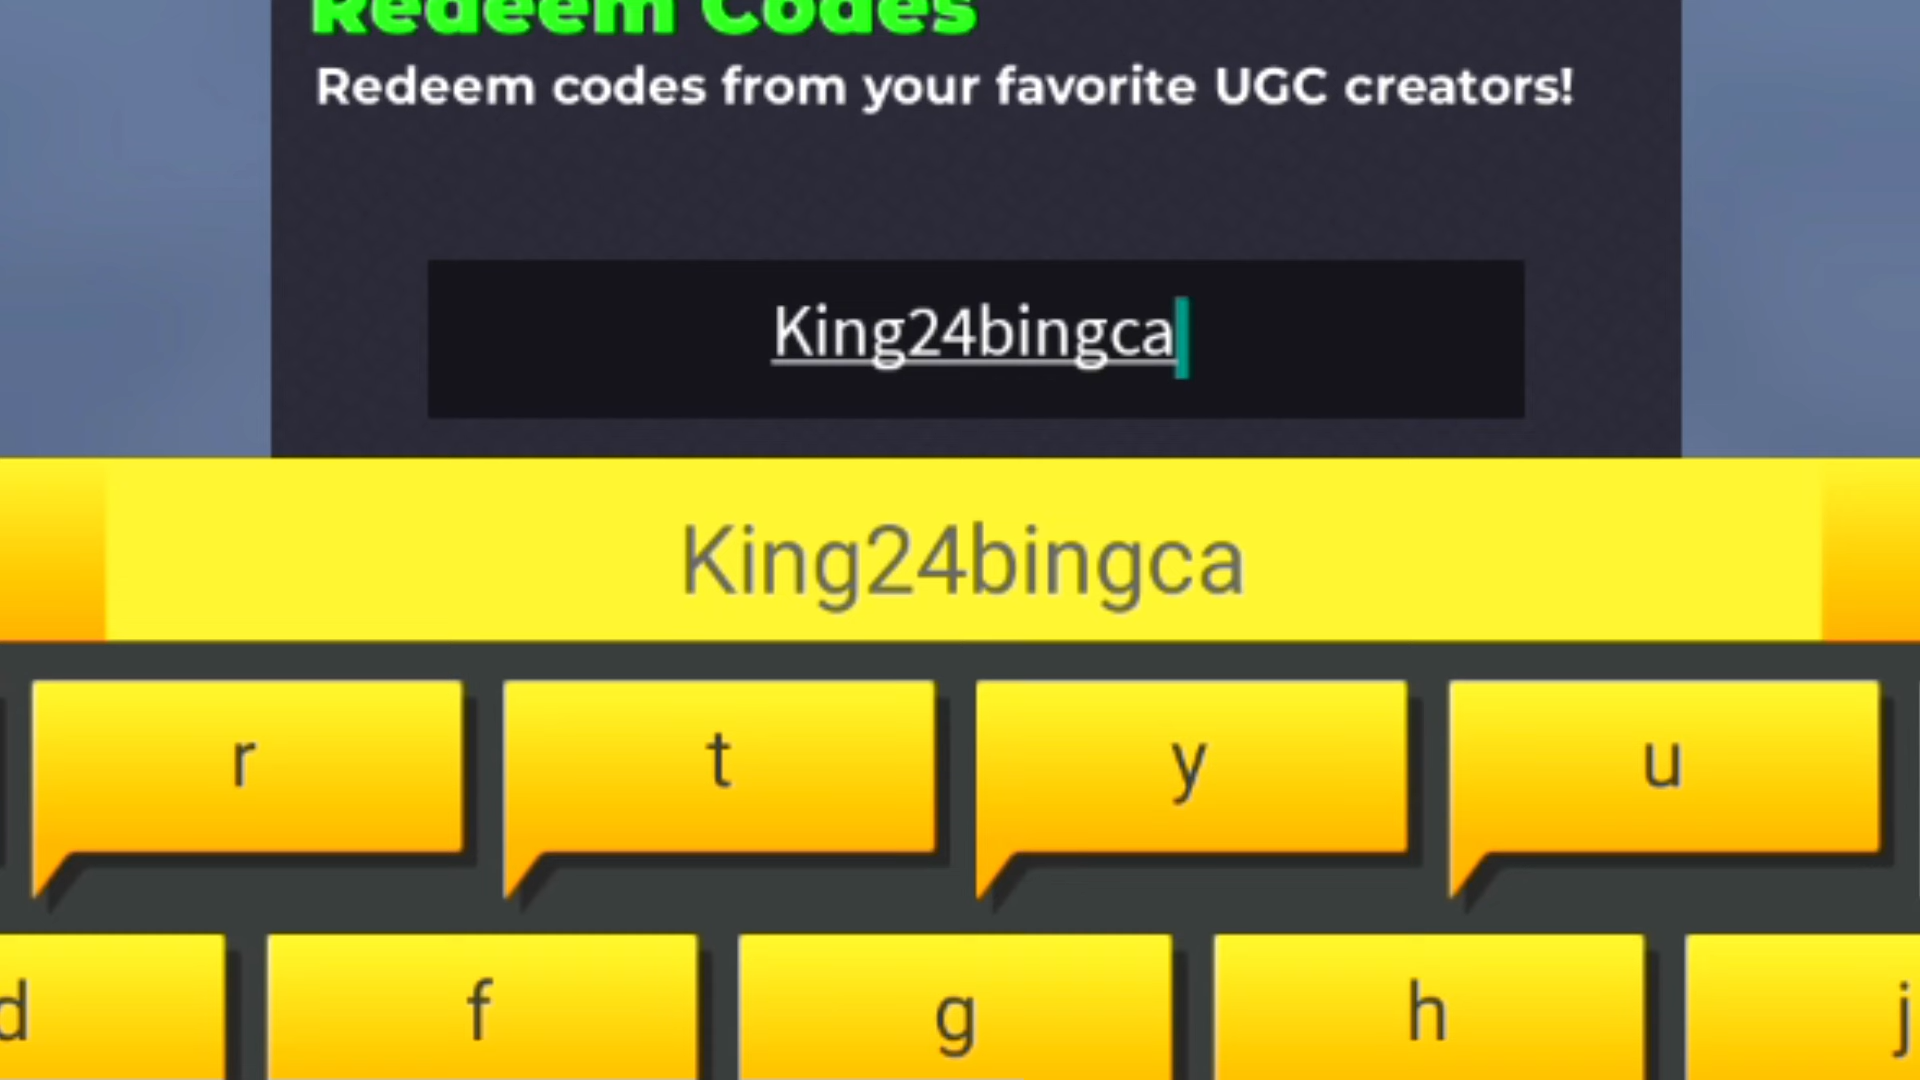 Redeem Codes
Redeem codes from your favorite UGC creators!
King24bingca
King24bingca
r t y u
d f g h j